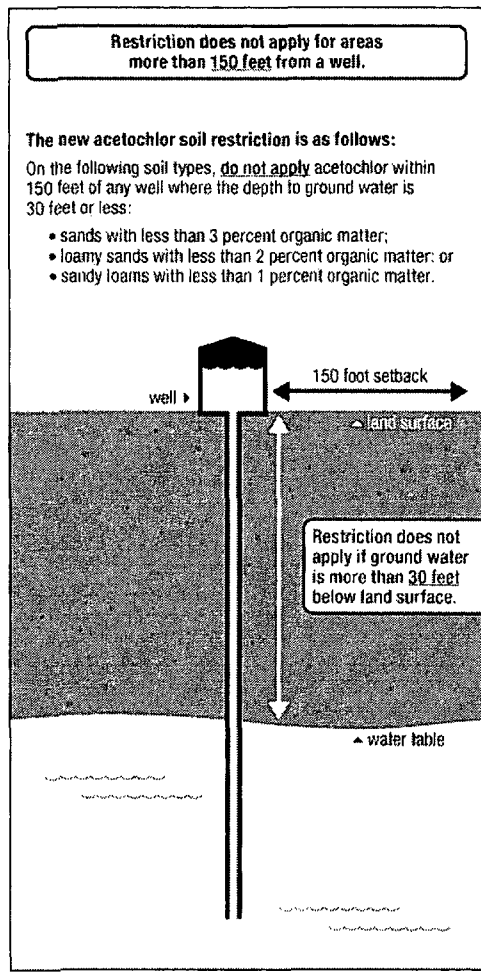 Restriction does not apply for areas
more than 150 feet from a well.
The new acetochlor soil restriction is as follows:
On the following soil types, do not apply acetochlor within
150 feet of any well where the depth to ground water is
30 feet or less:
• sands with less than 3 percent organic matter;
• loamy sands with less than 2 percent organic matter; or
• sandy loams with less than 1 percent organic matter.
150 foot setback
well
land surface
Restriction does not
apply if ground water
is more than 30 feet
below land surface.
water table